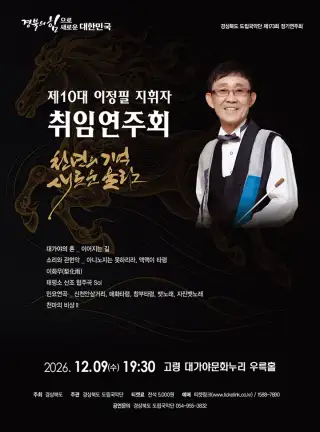 경북의 힘으로
새로운 대한민국
경상북도 도립국악단 제173회 정기연주회
제10대 이정필 지휘자
취임연주회
천년의 기억
새로운 울림
대가야의 혼 _ 이어지는 길
소리와 관현악 _ 아니노지는 못하리라, 액맥이 타령
이화우(梨花雨)
태평소 산조 협주곡 Sol
민요연곡 _ 신현안상거리, 매화타령, 창부타령, 뱃노래, 자진뱃노래
천마의 비상 II
2026. 12.09(수) 19:30 고령 대가야문화누리 우륵홀
주최 경상북도 주관 경상북도 도립국악단 티켓료 전석 5,000원 예매 티켓링크(www.ticketlink.co.kr) / 1588-7890
공연문의 경상북도 도립국악단 054-955-3832